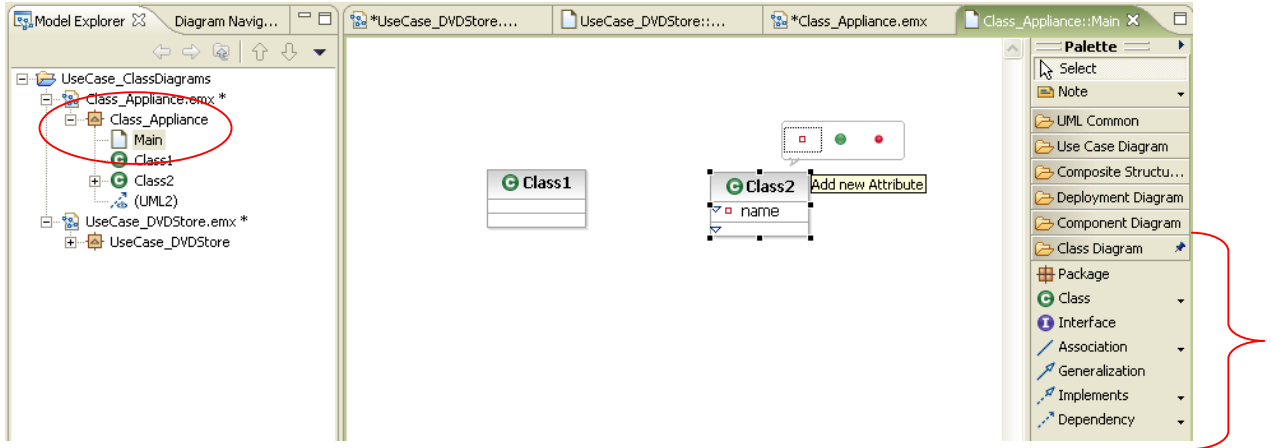 Model Explorer
Diagram Navig...
*UseCase_DVDStore....
UseCase_DVDStore::...
*Class_Appliance.emx
Class_Appliance::Main
UseCase_ClassDiagrams
Class_Appliance.emx *
Class_Appliance
Main
Class1
Class2
(UML2)
UseCase_DVDStore.emx *
UseCase_DVDStore
Class1
Class2
Add new Attribute
name
Palette
Select
Note
UML Common
Use Case Diagram
Composite Structu...
Deployment Diagram
Component Diagram
Class Diagram
Package
Class
Interface
Association
Generalization
Implements
Dependency